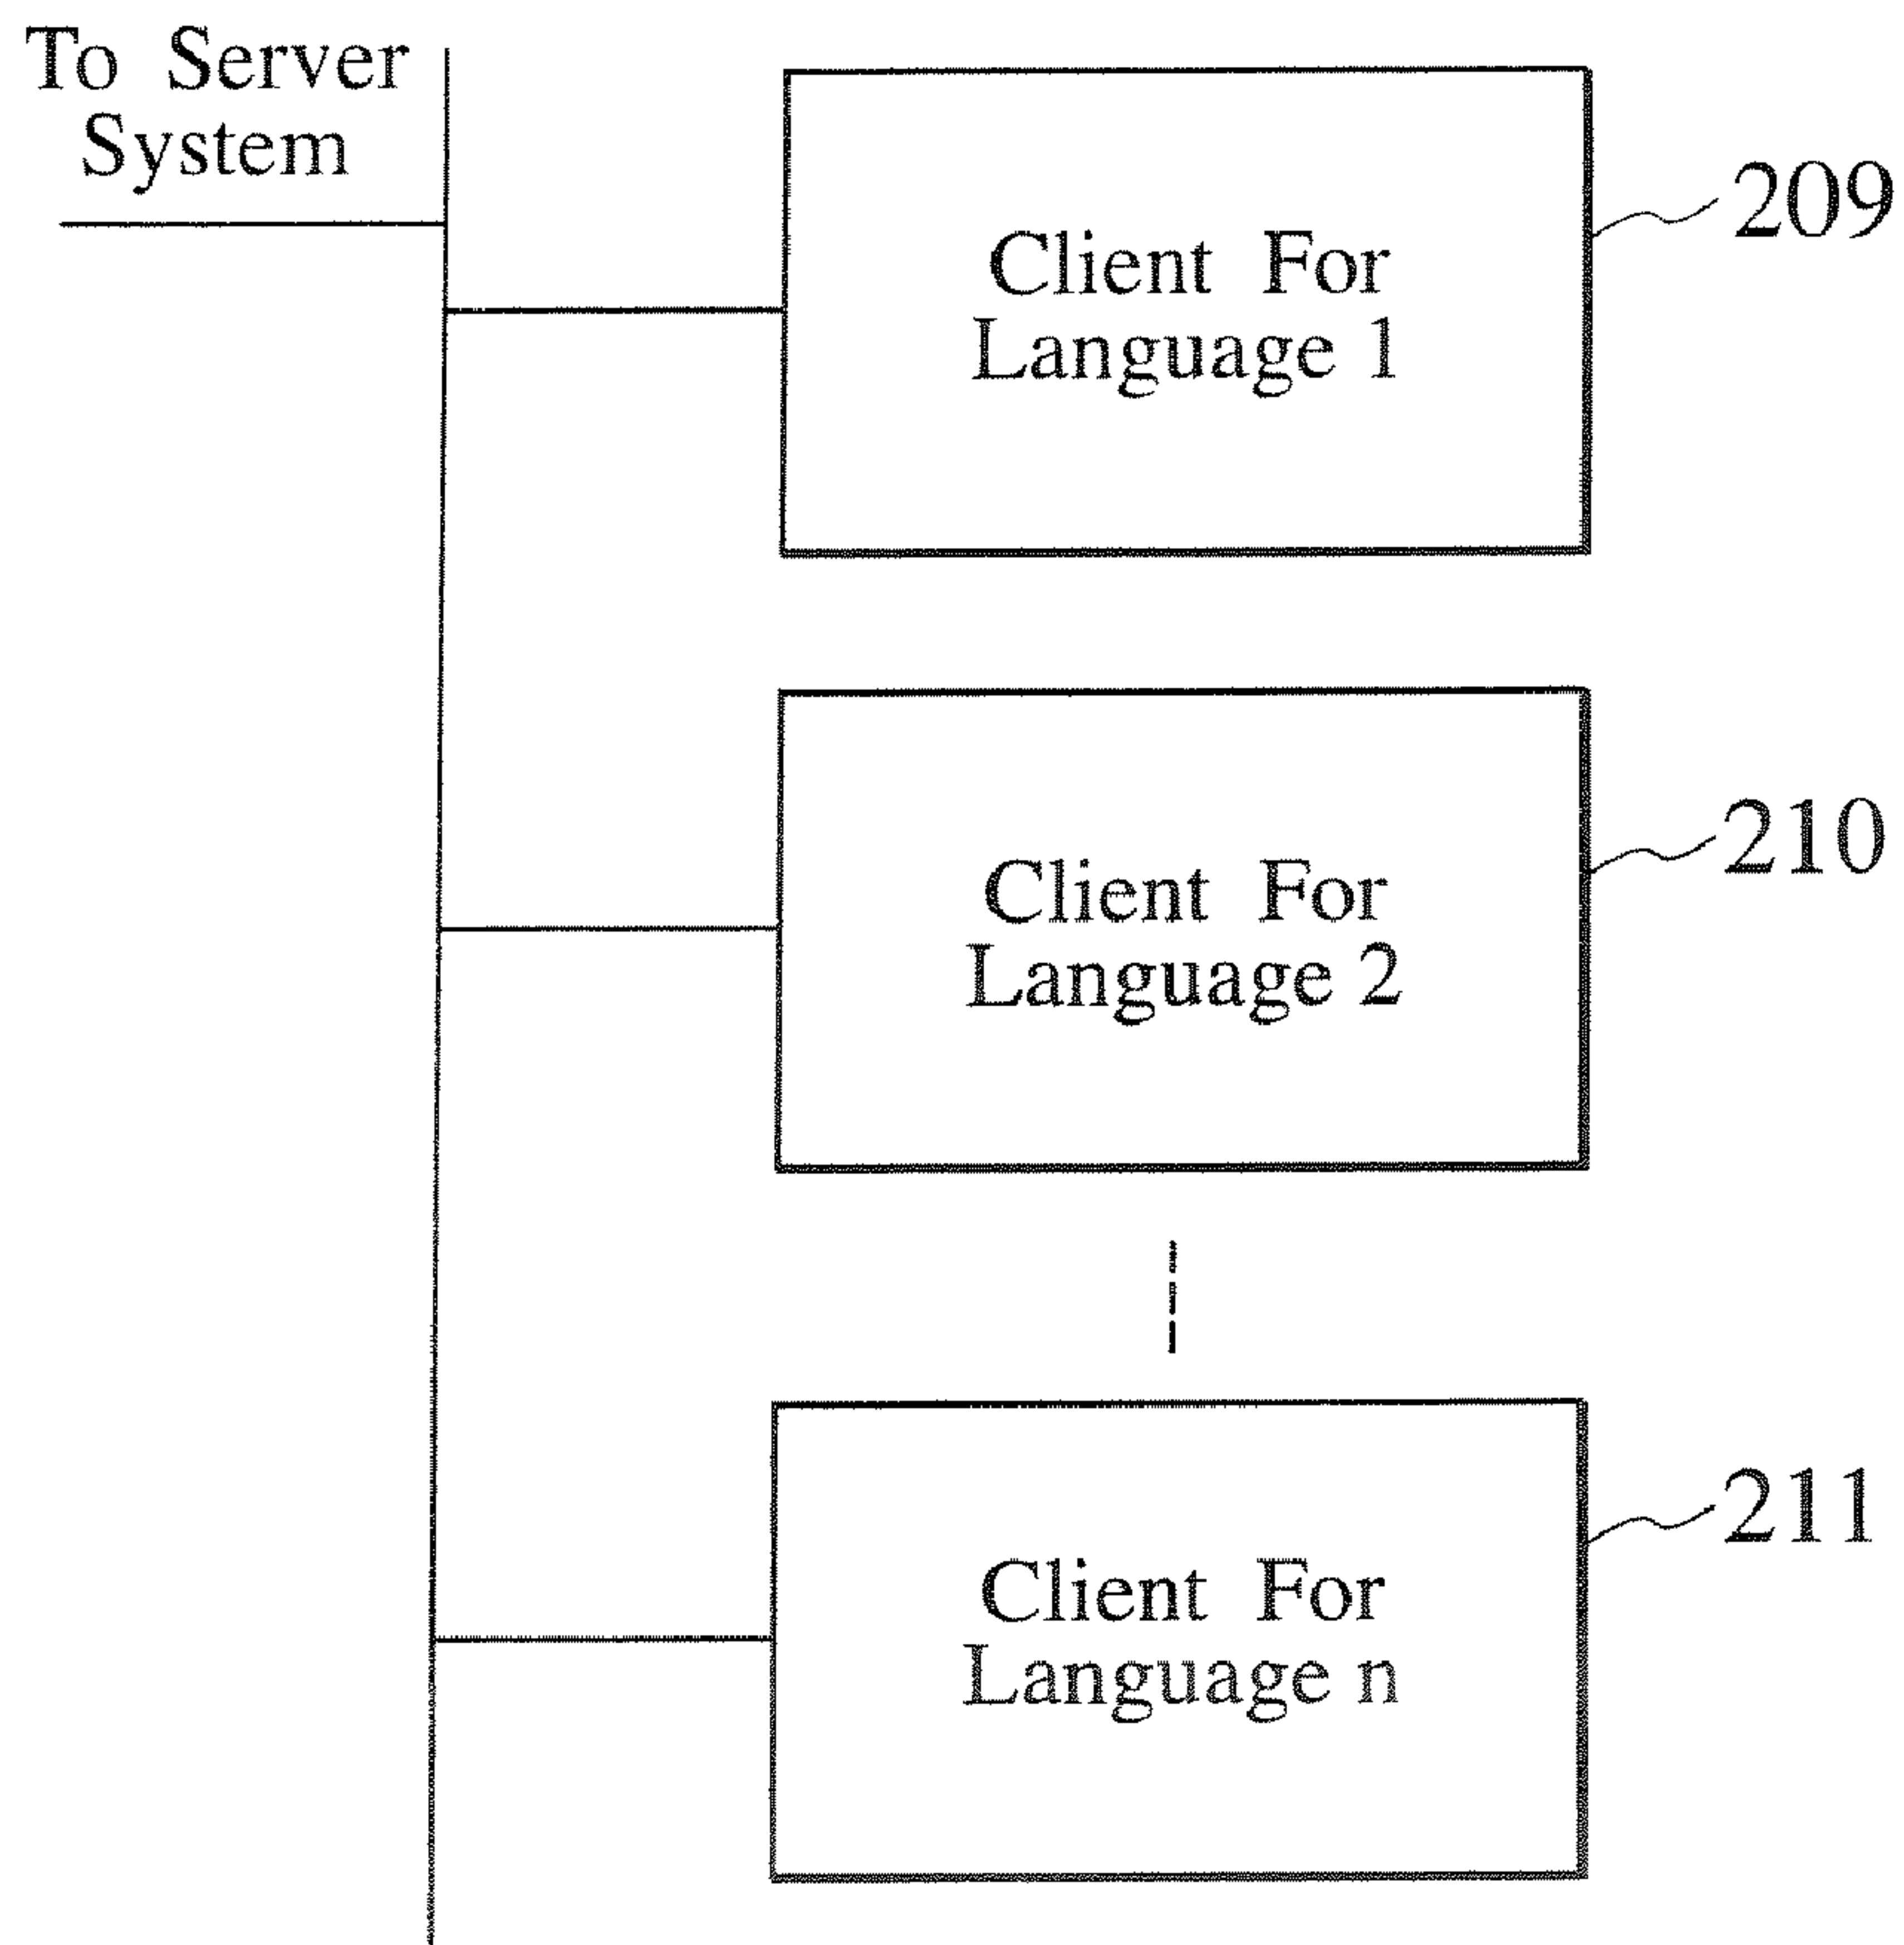 To Server
System
Client For
Language 1
209
Client For
Language 2
210
Client For
Language n
211